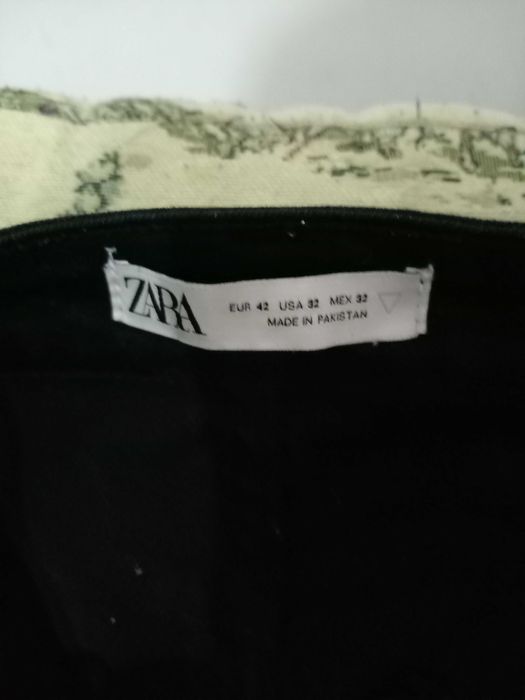 ZARA
EUR 42 USA 32 MEX 32
MADE IN PAKISTAN